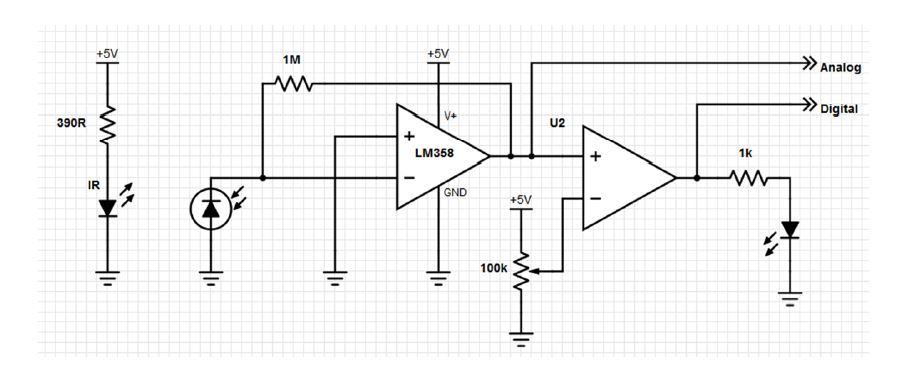 +5V
390R
IR
1M
+5V
V+
+
LM358
−
GND
U2
+
−
+5V
100k
1k
Analog
Digital